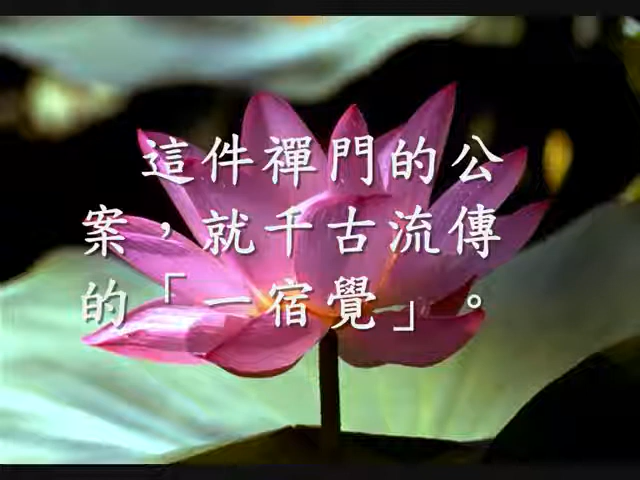 這件禪門的公
案，就千古流傳
的「一宿覺」。